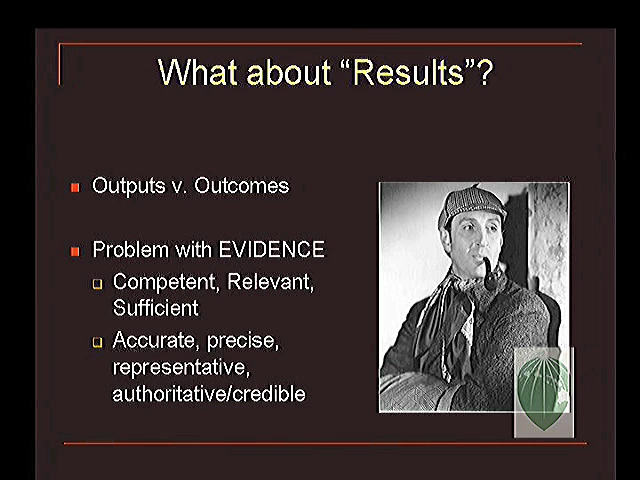 What about “Results”?
Outputs v. Outcomes
Problem with EVIDENCE
Competent, Relevant,
Sufficient
Accurate, precise,
representative,
authoritative/credible